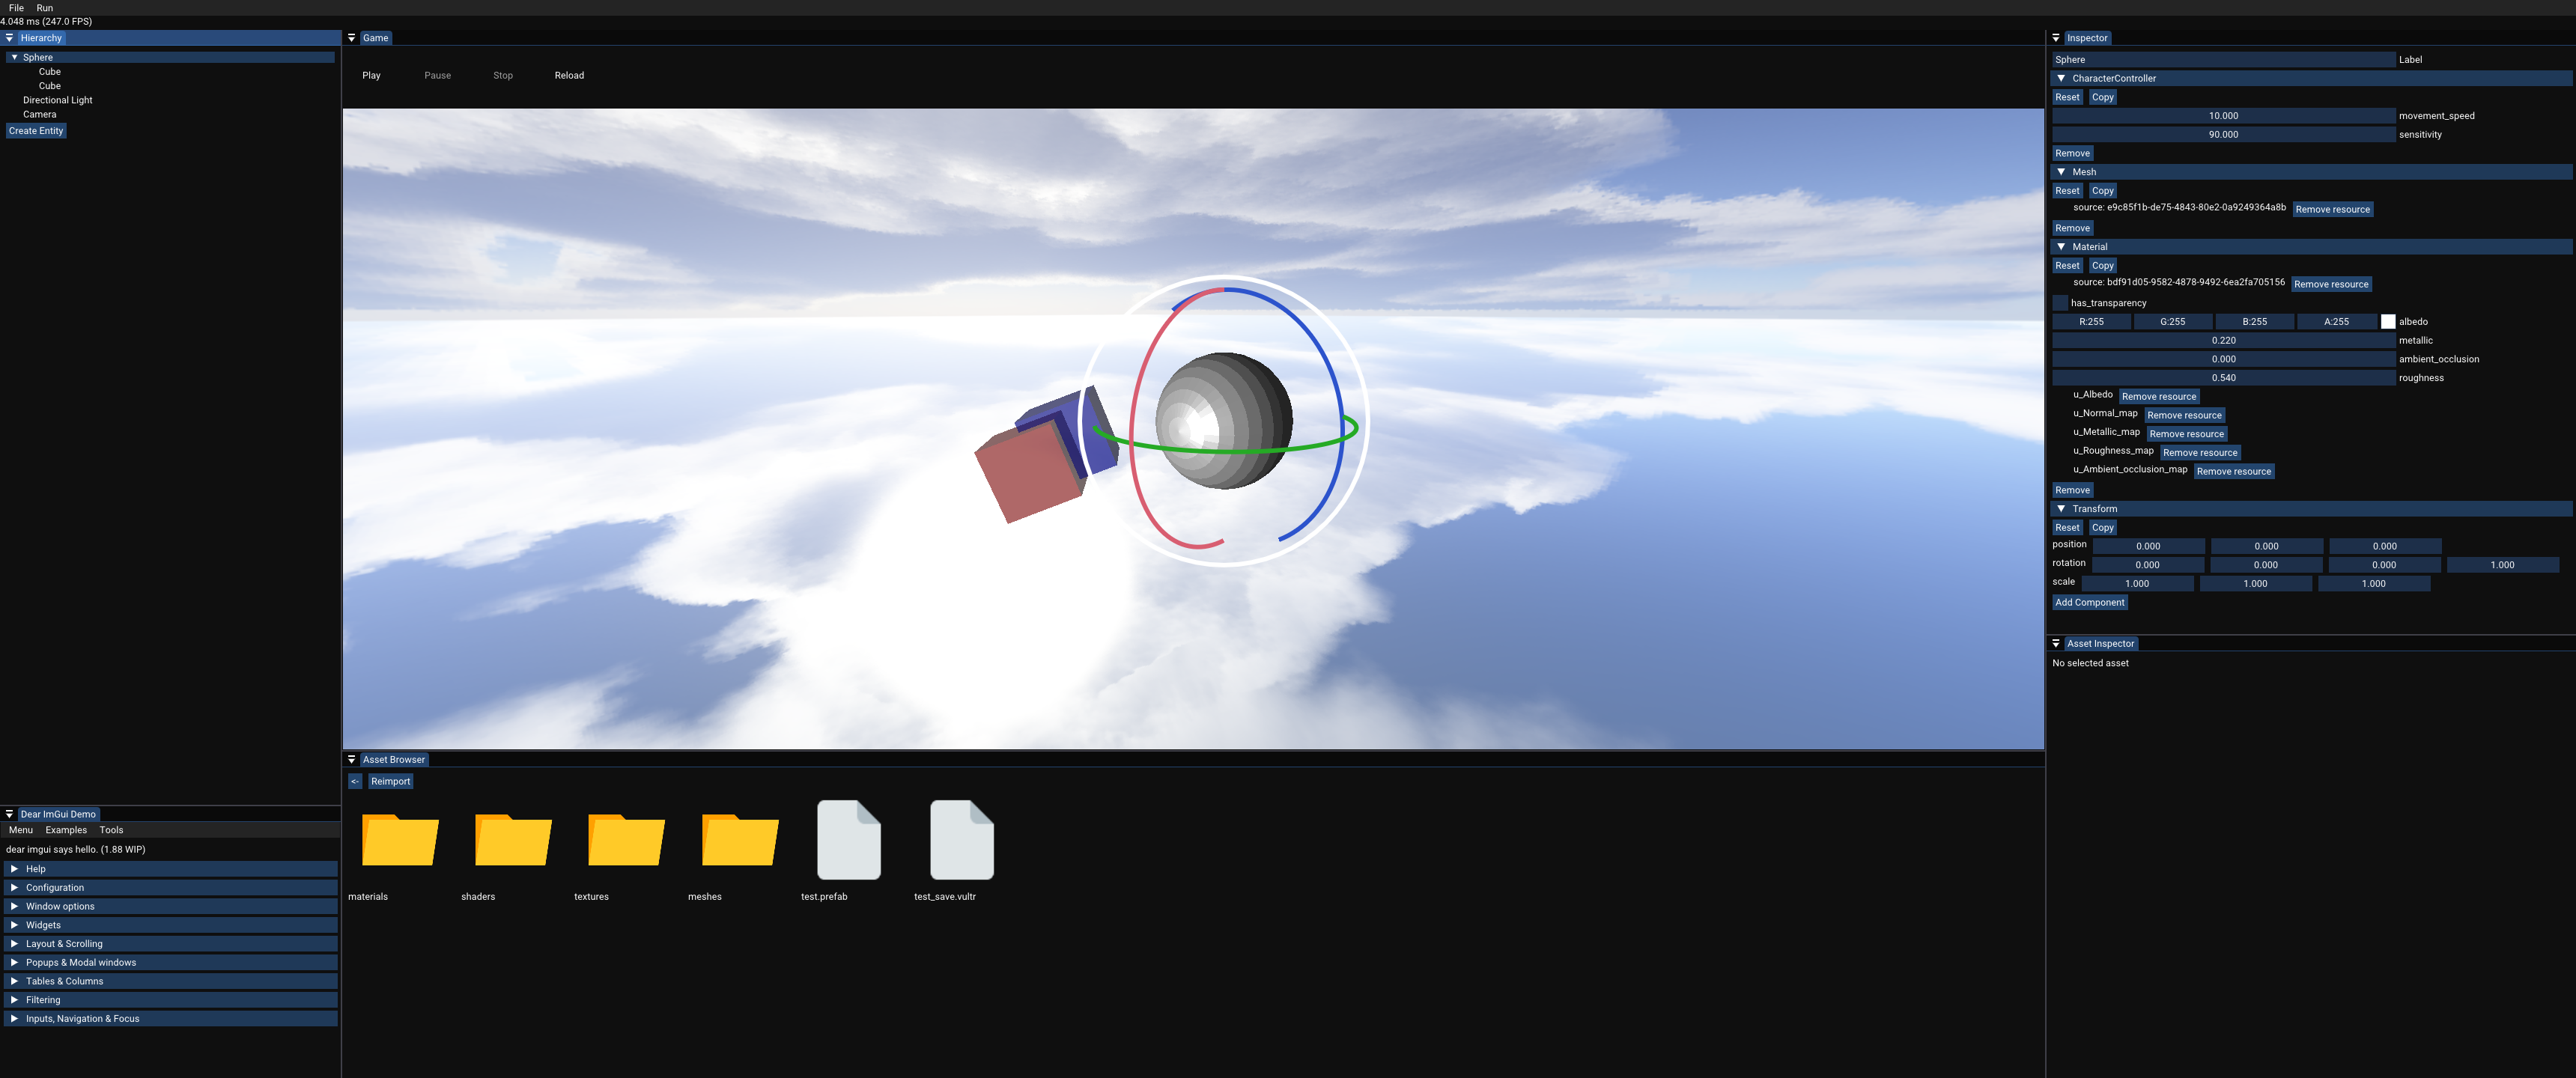 File Run
4.048 ms (247.0 FPS)
Hierarchy
Sphere
Cube
Cube
Directional Light
Camera
Create Entity
Dear ImGui Demo
Menu Examples Tools
dear imgui says hello. (1.88 WIP)
Help
Configuration
Window options
Widgets
Layout & Scrolling
Popups & Modal windows
Tables & Columns
Filtering
Inputs, Navigation & Focus
Game
Play Pause Stop Reload
Asset Browser
<- Reimport
materials shaders textures meshes test.prefab test_save.vultr
Inspector
Sphere Label
CharacterController
Reset Copy
10.000 movement_speed
90.000 sensitivity
Remove
Mesh
Reset Copy
source: e9c85f1b-de75-4843-80e2-0a9249364a8b Remove resource
Remove
Material
Reset Copy
source: bdf91d05-9582-4878-9492-6ea2fa705156 Remove resource
has_transparency
R:255 G:255 B:255 A:255 albedo
0.220 metallic
0.000 ambient_occlusion
0.540 roughness
u_Albedo Remove resource
u_Normal_map Remove resource
u_Metallic_map Remove resource
u_Roughness_map Remove resource
u_Ambient_occlusion_map Remove resource
Remove
Transform
Reset Copy
position 0.000 0.000 0.000
rotation 0.000 0.000 0.000 1.000
scale 1.000 1.000 1.000
Add Component
Asset Inspector
No selected asset